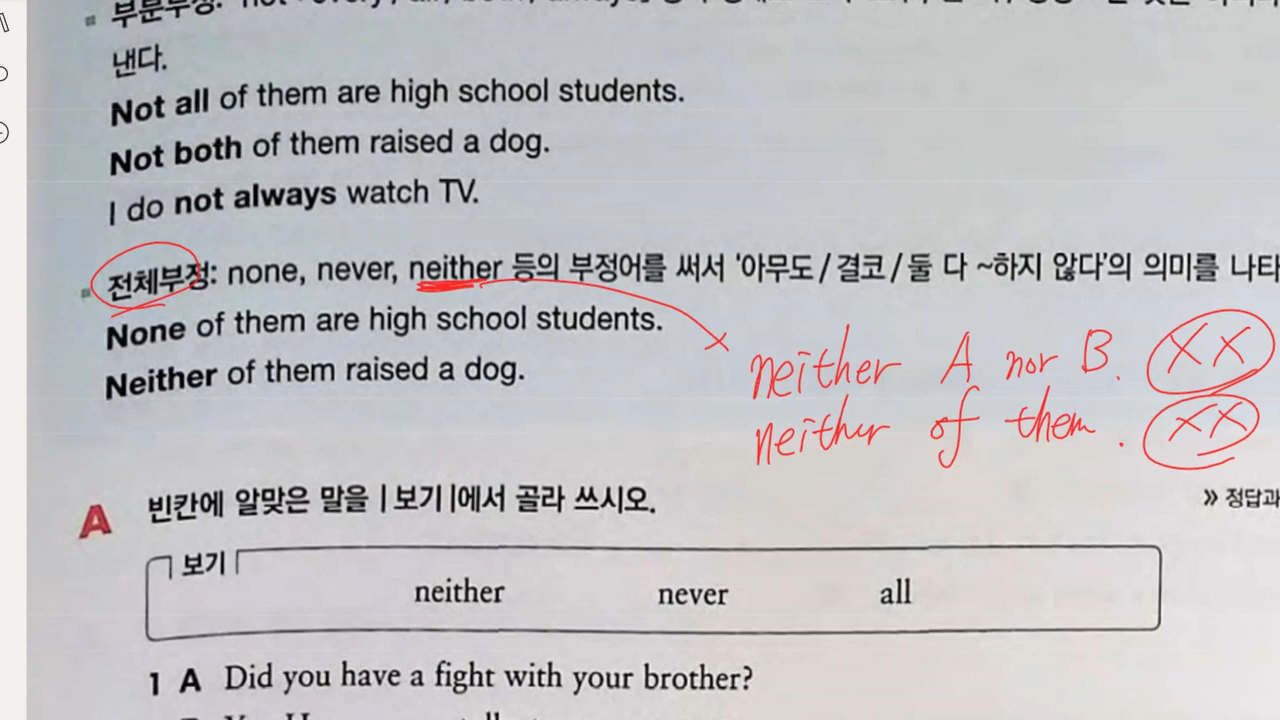 부분부정:
낸다.
Not all of them are high school students.
Not both of them raised a dog.
I do not always watch TV.
전체부정: none, never, neither 등의 부정어를 써서 '아무도/결코/둘 다 ~하지 않다'의 의미를 나타
None of them are high school students.
Neither of them raised a dog.
neither A nor B. XX
neither of them. XX
A 빈칸에 알맞은 말을 |보기|에서 골라 쓰시오.
» 정답과
보기
neither never all
1 A Did you have a fight with your brother?